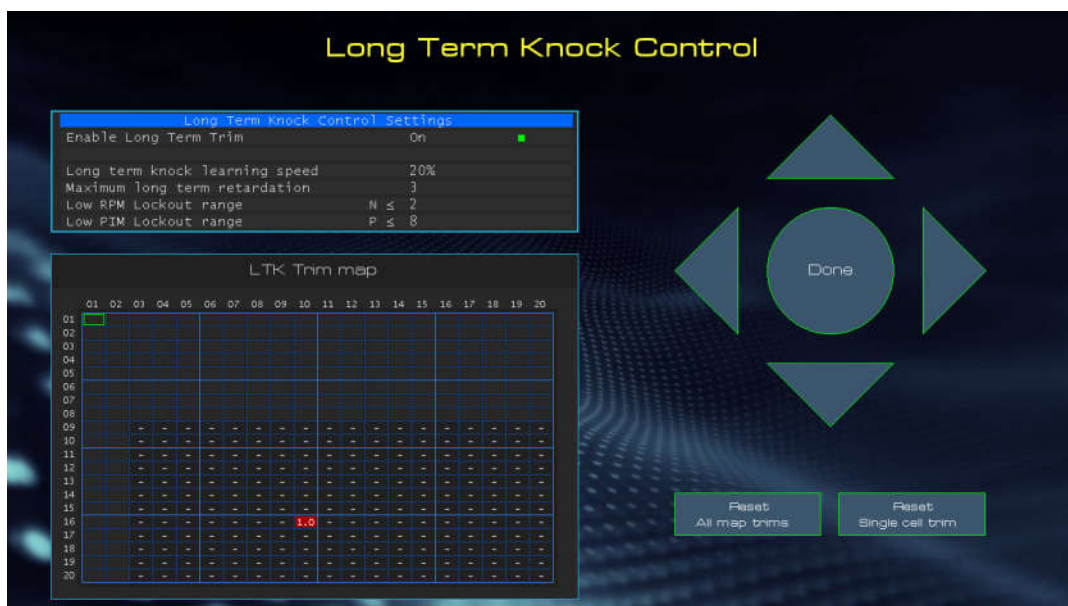 Long Term Knock Control
Long Term Knock Control Settings
Enable Long Term Trim On
Long term knock learning speed 20%
Maximum long term retardation 3
Low RPM Lockout range N ≤ 2
Low PIM Lockout range P ≤ 8
LTK Trim map
01 02 03 04 05 06 07 08 09 10 11 12 13 14 15 16 17 18 19 20
01
02
03
04
05
06
07
08
09 - - - - - - - - - - - - - - - - - -
10 - - - - - - - - - - - - - - - - - -
11 - - - - - - - - - - - - - - - - - -
12 - - - - - - - - - - - - - - - - - -
13 - - - - - - - - - - - - - - - - - -
14 - - - - - - - - - - - - - - - - - -
15 - - - - - - - - - - - - - - - - - -
16 - - - - - - - 1.0 - - - - - - - - - -
17 - - - - - - - - - - - - - - - - - -
18 - - - - - - - - - - - - - - - - - -
19 - - - - - - - - - - - - - - - - - -
20 - - - - - - - - - - - - - - - - - -
Done
Reset
All map trims
Reset
Single cell trim